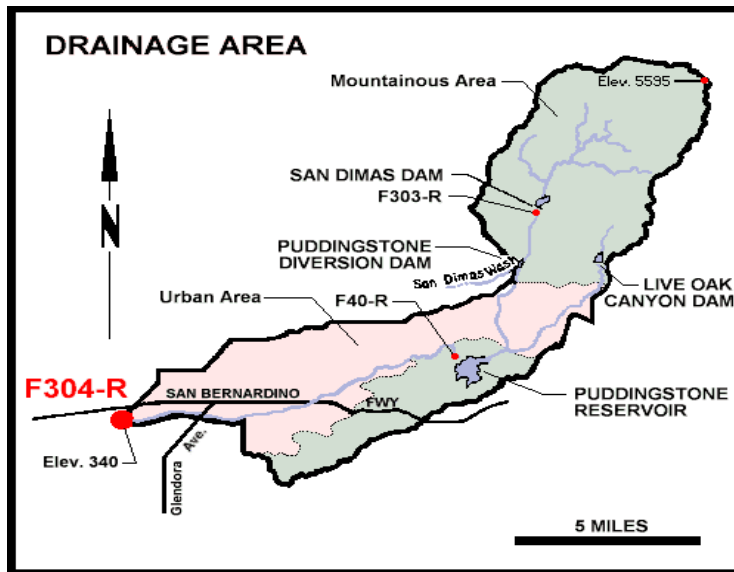 DRAINAGE AREA
Mountainous Area
Elev. 5595
N
SAN DIMAS DAM
F303-R
PUDDINGSTONE
DIVERSION DAM
San Dimas Wash
LIVE OAK
CANYON DAM
Urban Area
F40-R
F304-R
SAN BERNARDINO
FWY
PUDDINGSTONE
RESERVOIR
Elev. 340
Glendora
Ave.
5 MILES